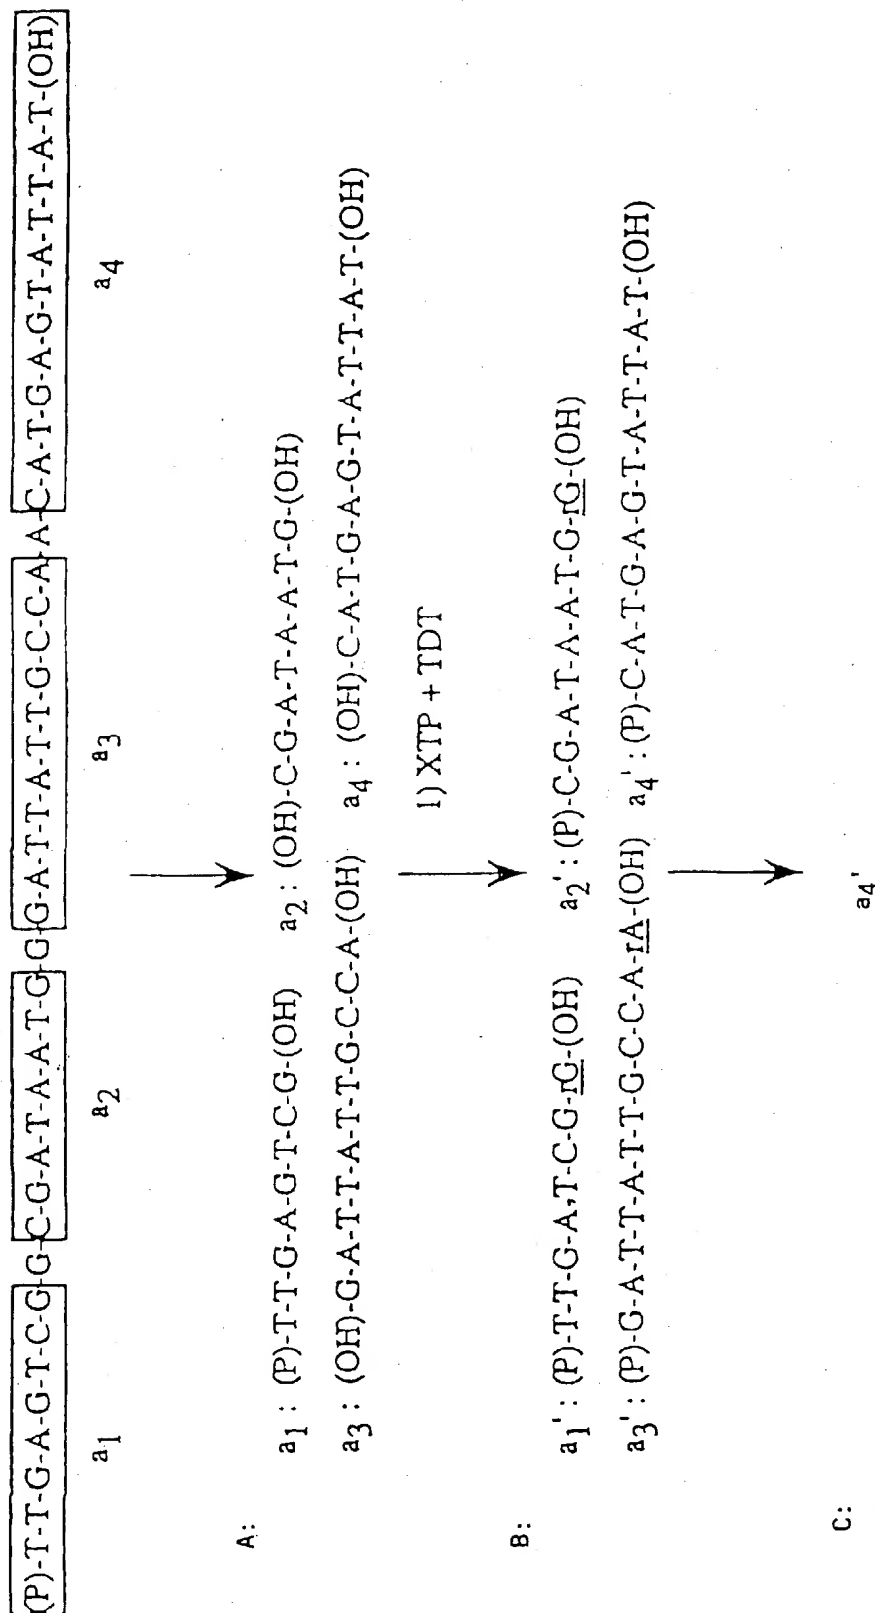 (P)-T-T-G-A-G-T-C-G-G-C-G-A-T-A-A-T-G-G-G-A-T-T-A-T-T-G-C-C-A-A-C-A-T-G-A-G-T-A-T-T-A-T-(OH)
a1 a2 a3 a4
A: a1 : (P)-T-T-G-A-G-T-C-G-(OH) a2 : (OH)-C-G-A-T-A-A-T-G-(OH)
a3 : (OH)-G-A-T-T-A-T-T-G-C-C-A-(OH) a4 : (OH)-C-A-T-G-A-G-T-A-T-T-A-T-(OH)
1) XTP + TDT
B: a1' : (P)-T-T-G-A-T-C-G-rG-(OH) a2' : (P)-C-G-A-T-A-A-T-G-rG-(OH)
a3' : (P)-G-A-T-T-A-T-T-G-C-C-A-rA-(OH) a4' : (P)-C-A-T-G-A-G-T-A-T-T-A-T-(OH)
C: a4'